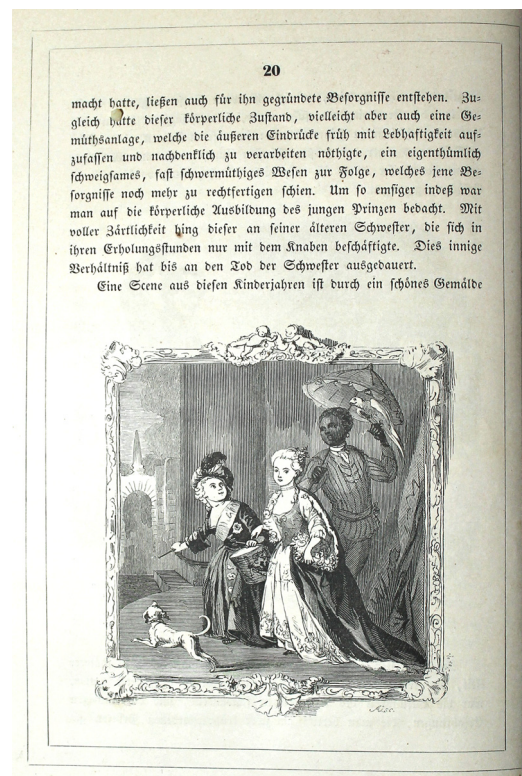 20
macht hatte, ließen auch für ihn gegründete Besorgnisse entstehen. Zu=
gleich hatte dieser körperliche Zustand, vielleicht aber auch eine Ge=
müthsanlage, welche die äußeren Eindrücke früh mit Lebhaftigkeit auf=
zufassen und nachdenklich zu verarbeiten nöthigte, ein eigenthümlich
schweigsames, fast schwermüthiges Wesen zur Folge, welches jene Be=
sorgnisse noch mehr zu rechtfertigen schien. Um so emsiger indeß war
man auf die körperliche Ausbildung des jungen Prinzen bedacht. Mit
voller Zärtlichkeit hing dieser an seiner älteren Schwester, die sich in
ihren Erholungsstunden nur mit dem Knaben beschäftigte. Dies innige
Verhältniß hat bis an den Tod der Schwester ausgedauert.
Eine Scene aus diesen Kinderjahren ist durch ein schönes Gemälde